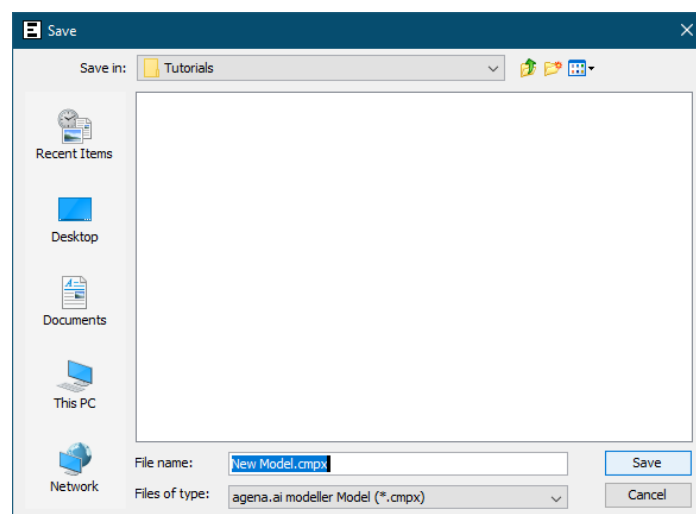 Save
Save in: Tutorials
Recent Items
Desktop
Documents
This PC
Network
File name: New Model.cmpx Save
Files of type: agena.ai modeller Model (*.cmpx) Cancel